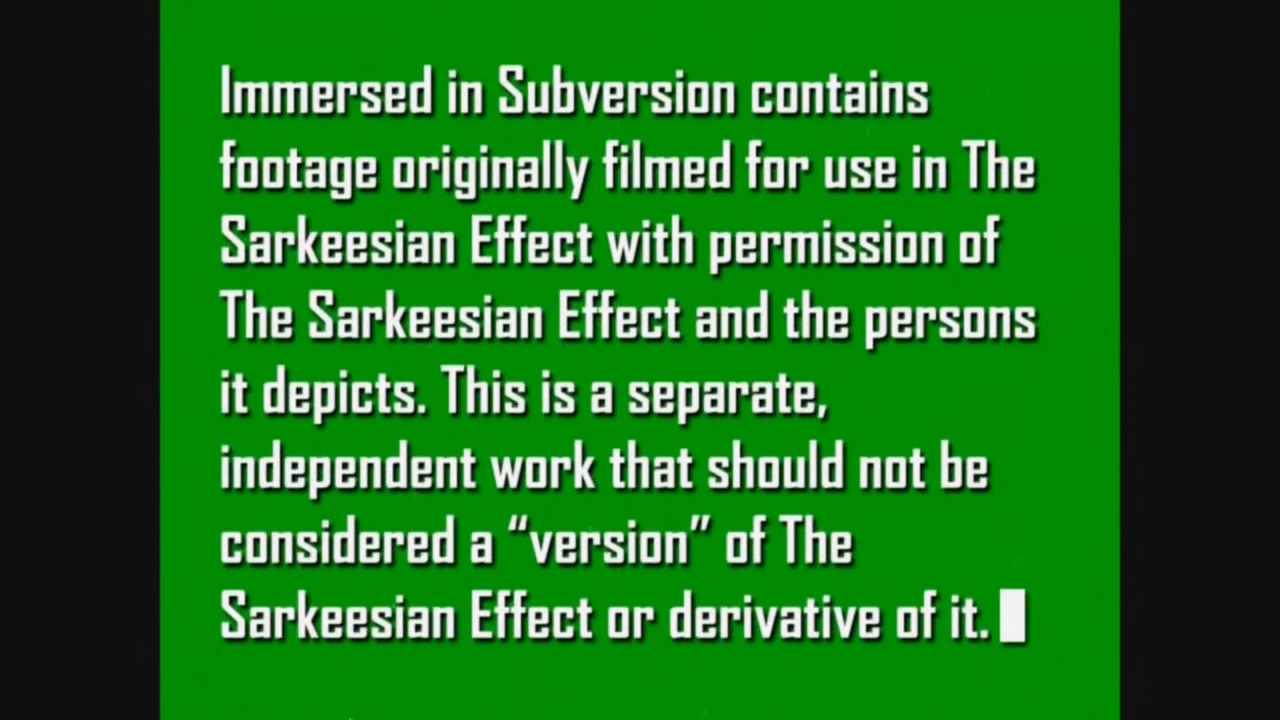 Immersed in Subversion contains
footage originally filmed for use in The
Sarkeesian Effect with permission of
The Sarkeesian Effect and the persons
it depicts. This is a separate,
independent work that should not be
considered a “version” of The
Sarkeesian Effect or derivative of it.